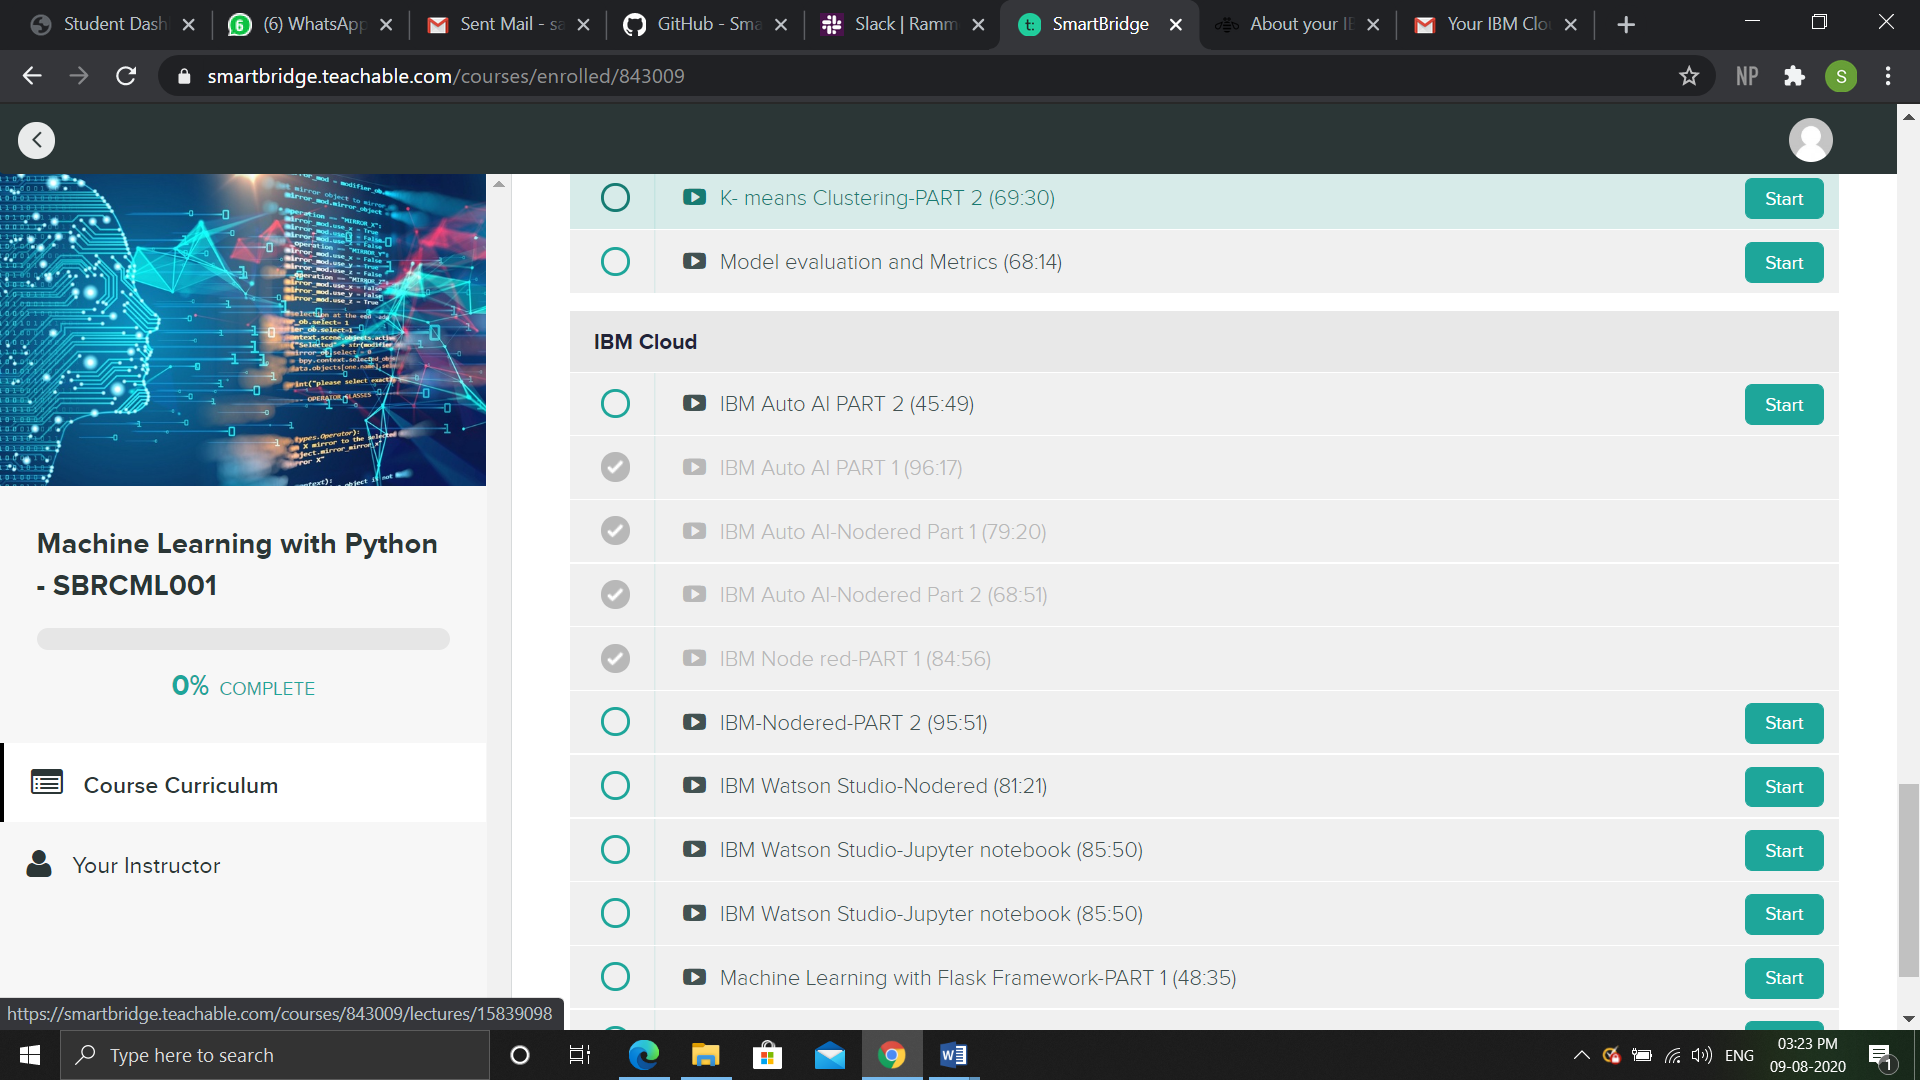 Student Dash
(6) WhatsApp
Sent Mail - sa
GitHub - Sma
Slack | Ramm
SmartBridge
About your IB
Your IBM Clo
smartbridge.teachable.com/courses/enrolled/843009
NP
S
K- means Clustering-PART 2 (69:30)
Start
Model evaluation and Metrics (68:14)
Start
IBM Cloud
IBM Auto AI PART 2 (45:49)
Start
IBM Auto AI PART 1 (96:17)
IBM Auto AI-Nodered Part 1 (79:20)
IBM Auto AI-Nodered Part 2 (68:51)
IBM Node red-PART 1 (84:56)
IBM-Nodered-PART 2 (95:51)
Start
IBM Watson Studio-Nodered (81:21)
Start
IBM Watson Studio-Jupyter notebook (85:50)
Start
IBM Watson Studio-Jupyter notebook (85:50)
Start
Machine Learning with Flask Framework-PART 1 (48:35)
Start
Machine Learning with Python
- SBRCML001
0% COMPLETE
Course Curriculum
Your Instructor
https://smartbridge.teachable.com/courses/843009/lectures/15839098
Type here to search
ENG
03:23 PM
09-08-2020
1